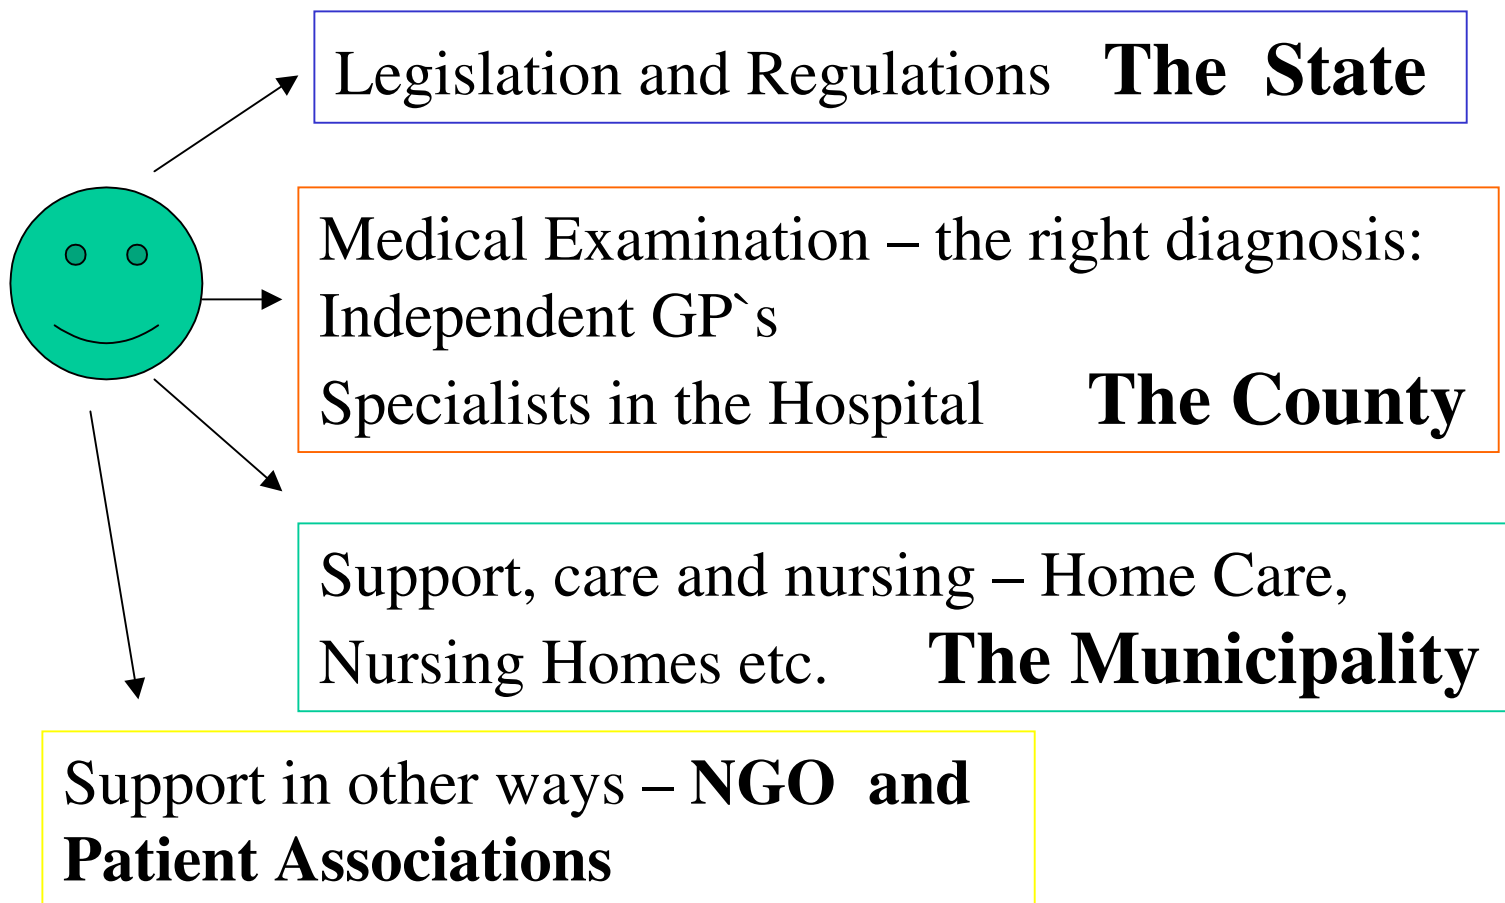 Legislation and Regulations The State
Medical Examination – the right diagnosis:
Independent GP`s
Specialists in the Hospital The County
Support, care and nursing – Home Care,
Nursing Homes etc. The Municipality
Support in other ways – NGO and
Patient Associations